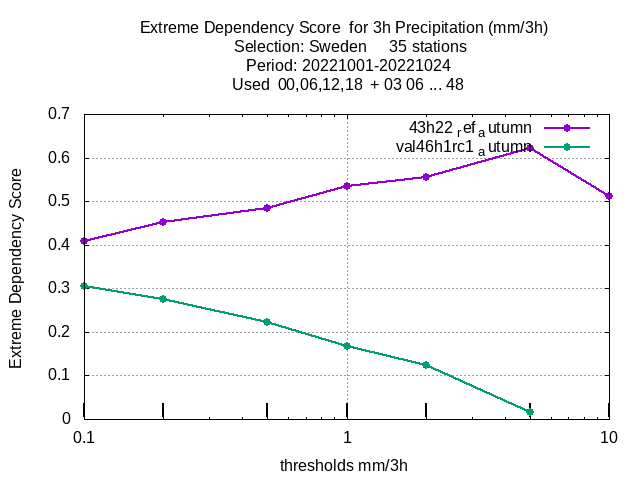 Extreme Dependency Score for 3h Precipitation (mm/3h)
Selection: Sweden 35 stations
Period: 20221001-20221024
Used 00,06,12,18 + 03 06 ... 48
0.7
0.6
0.5
0.4
0.3
0.2
0.1
0
Extreme Dependency Score
43h22 ref autumn
val46h1rc1 autumn
0.1 1 10
thresholds mm/3h